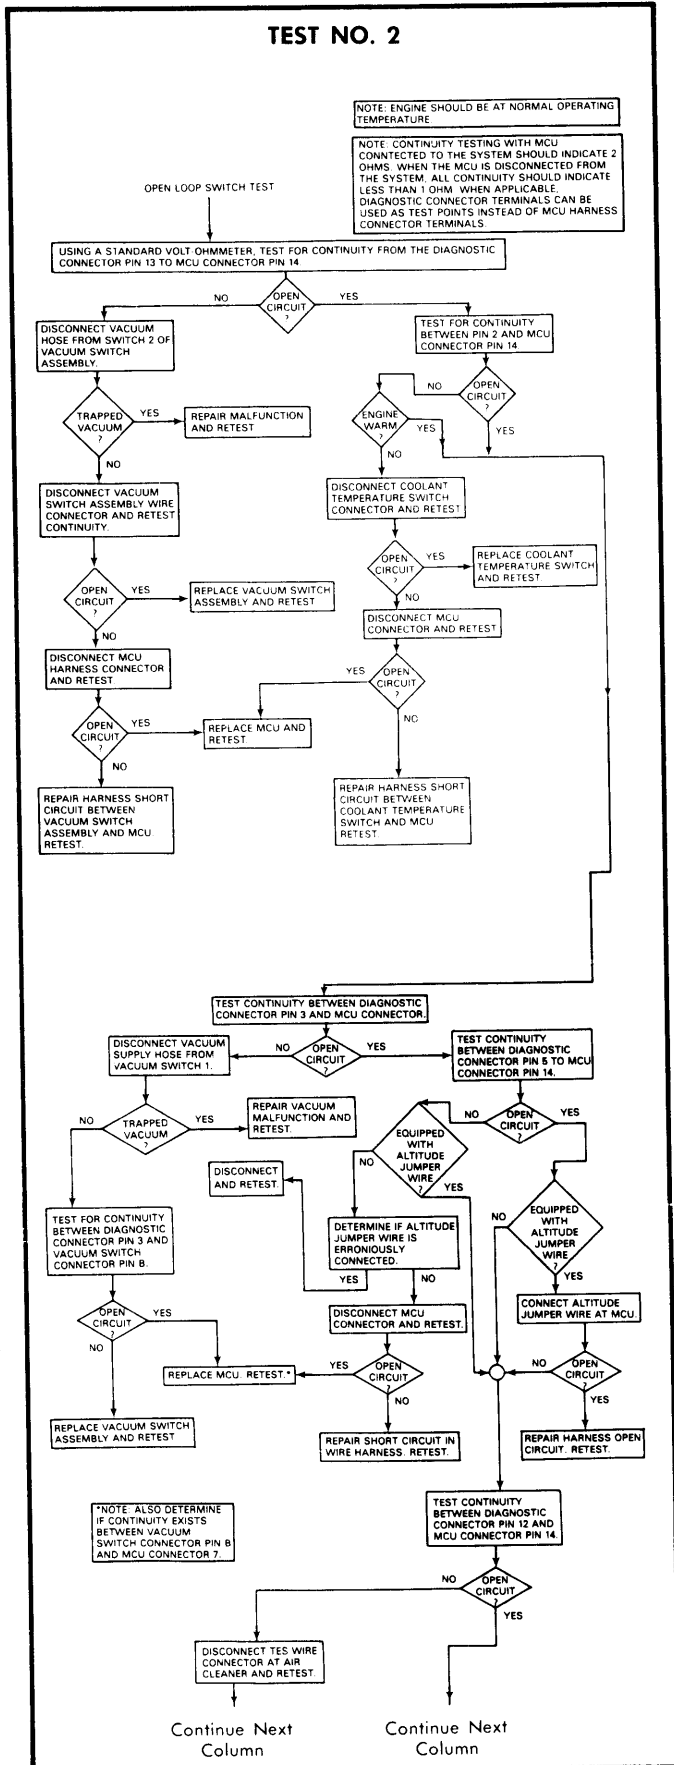 TEST NO. 2
NOTE: ENGINE SHOULD BE AT NORMAL OPERATING
TEMPERATURE
NOTE: CONTINUITY TESTING WITH MCU
CONNTECTED TO THE SYSTEM SHOULD INDICATE 2
OHMS. WHEN THE MCU IS DISCONNECTED FROM
THE SYSTEM, ALL CONTINUITY SHOULD INDICATE
LESS THAN 1 OHM WHEN APPLICABLE,
DIAGNOSTIC CONNECTOR TERMINALS CAN BE
USED AS TEST POINTS INSTEAD OF MCU HARNESS
CONNECTOR TERMINALS.
OPEN LOOP SWITCH TEST
USING A STANDARD VOLT-OHMMETER, TEST FOR CONTINUITY FROM THE DIAGNOSTIC
CONNECTOR PIN 13 TO MCU CONNECTOR PIN 14.
NO
OPEN
CIRCUIT
?
YES
DISCONNECT VACUUM
HOSE FROM SWITCH 2 OF
VACUUM SWITCH
ASSEMBLY.
TEST FOR CONTINUITY
BETWEEN PIN 2 AND MCU
CONNECTOR PIN 14
NO
OPEN
CIRCUIT
?
YES
TRAPPED
VACUUM
?
YES
REPAIR MALFUNCTION
AND RETEST
NO
ENGINE
WARM
?
YES
NO
DISCONNECT VACUUM
SWITCH ASSEMBLY WIRE
CONNECTOR AND RETEST
CONTINUITY.
DISCONNECT COOLANT
TEMPERATURE SWITCH
CONNECTOR AND RETEST
OPEN
CIRCUIT
?
YES
REPLACE COOLANT
TEMPERATURE SWITCH
AND RETEST.
NO
OPEN
CIRCUIT
?
YES
REPLACE VACUUM SWITCH
ASSEMBLY AND RETEST
NO
DISCONNECT MCU
CONNECTOR AND RETEST
DISCONNECT MCU
HARNESS CONNECTOR
AND RETEST.
YES
OPEN
CIRCUIT
?
NO
OPEN
CIRCUIT
?
YES
REPLACE MCU AND
RETEST.
NO
REPAIR HARNESS SHORT
CIRCUIT BETWEEN
VACUUM SWITCH
ASSEMBLY AND MCU.
RETEST.
REPAIR HARNESS SHORT
CIRCUIT BETWEEN
COOLANT TEMPERATURE
SWITCH AND MCU
RETEST.
TEST CONTINUITY BETWEEN DIAGNOSTIC
CONNECTOR PIN 3 AND MCU CONNECTOR.
DISCONNECT VACUUM
SUPPLY HOSE FROM
VACUUM SWITCH 1.
NO
OPEN
CIRCUIT
?
YES
TEST CONTINUITY
BETWEEN DIAGNOSTIC
CONNECTOR PIN 5 TO MCU
CONNECTOR PIN 14.
NO
TRAPPED
VACUUM
?
YES
REPAIR VACUUM
MALFUNCTION AND
RETEST.
NO
OPEN
CIRCUIT
?
YES
EQUIPPED
WITH
ALTITUDE
JUMPER
WIRE
?
NO
YES
DISCONNECT
AND RETEST.
EQUIPPED
WITH
ALTITUDE
JUMPER
WIRE
?
NO
YES
TEST FOR CONTINUITY
BETWEEN DIAGNOSTIC
CONNECTOR PIN 3 AND
VACUUM SWITCH
CONNECTOR PIN B.
DETERMINE IF ALTITUDE
JUMPER WIRE IS
ERRONIOUSLY
CONNECTED.
YES
NO
CONNECT ALTITUDE
JUMPER WIRE AT MCU.
OPEN
CIRCUIT
?
YES
NO
DISCONNECT MCU
CONNECTOR AND RETEST.
REPLACE MCU. RETEST.*
YES
OPEN
CIRCUIT
?
NO
NO
OPEN
CIRCUIT
?
YES
REPLACE VACUUM SWITCH
ASSEMBLY AND RETEST
REPAIR SHORT CIRCUIT IN
WIRE HARNESS. RETEST.
REPAIR HARNESS OPEN
CIRCUIT. RETEST.
*NOTE: ALSO DETERMINE
IF CONTINUITY EXISTS
BETWEEN VACUUM
SWITCH CONNECTOR PIN B
AND MCU CONNECTOR 7.
TEST CONTINUITY
BETWEEN DIAGNOSTIC
CONNECTOR PIN 12 AND
MCU CONNECTOR PIN 14.
NO
OPEN
CIRCUIT
?
YES
DISCONNECT TES WIRE
CONNECTOR AT AIR
CLEANER AND RETEST.
Continue Next
Column
Continue Next
Column